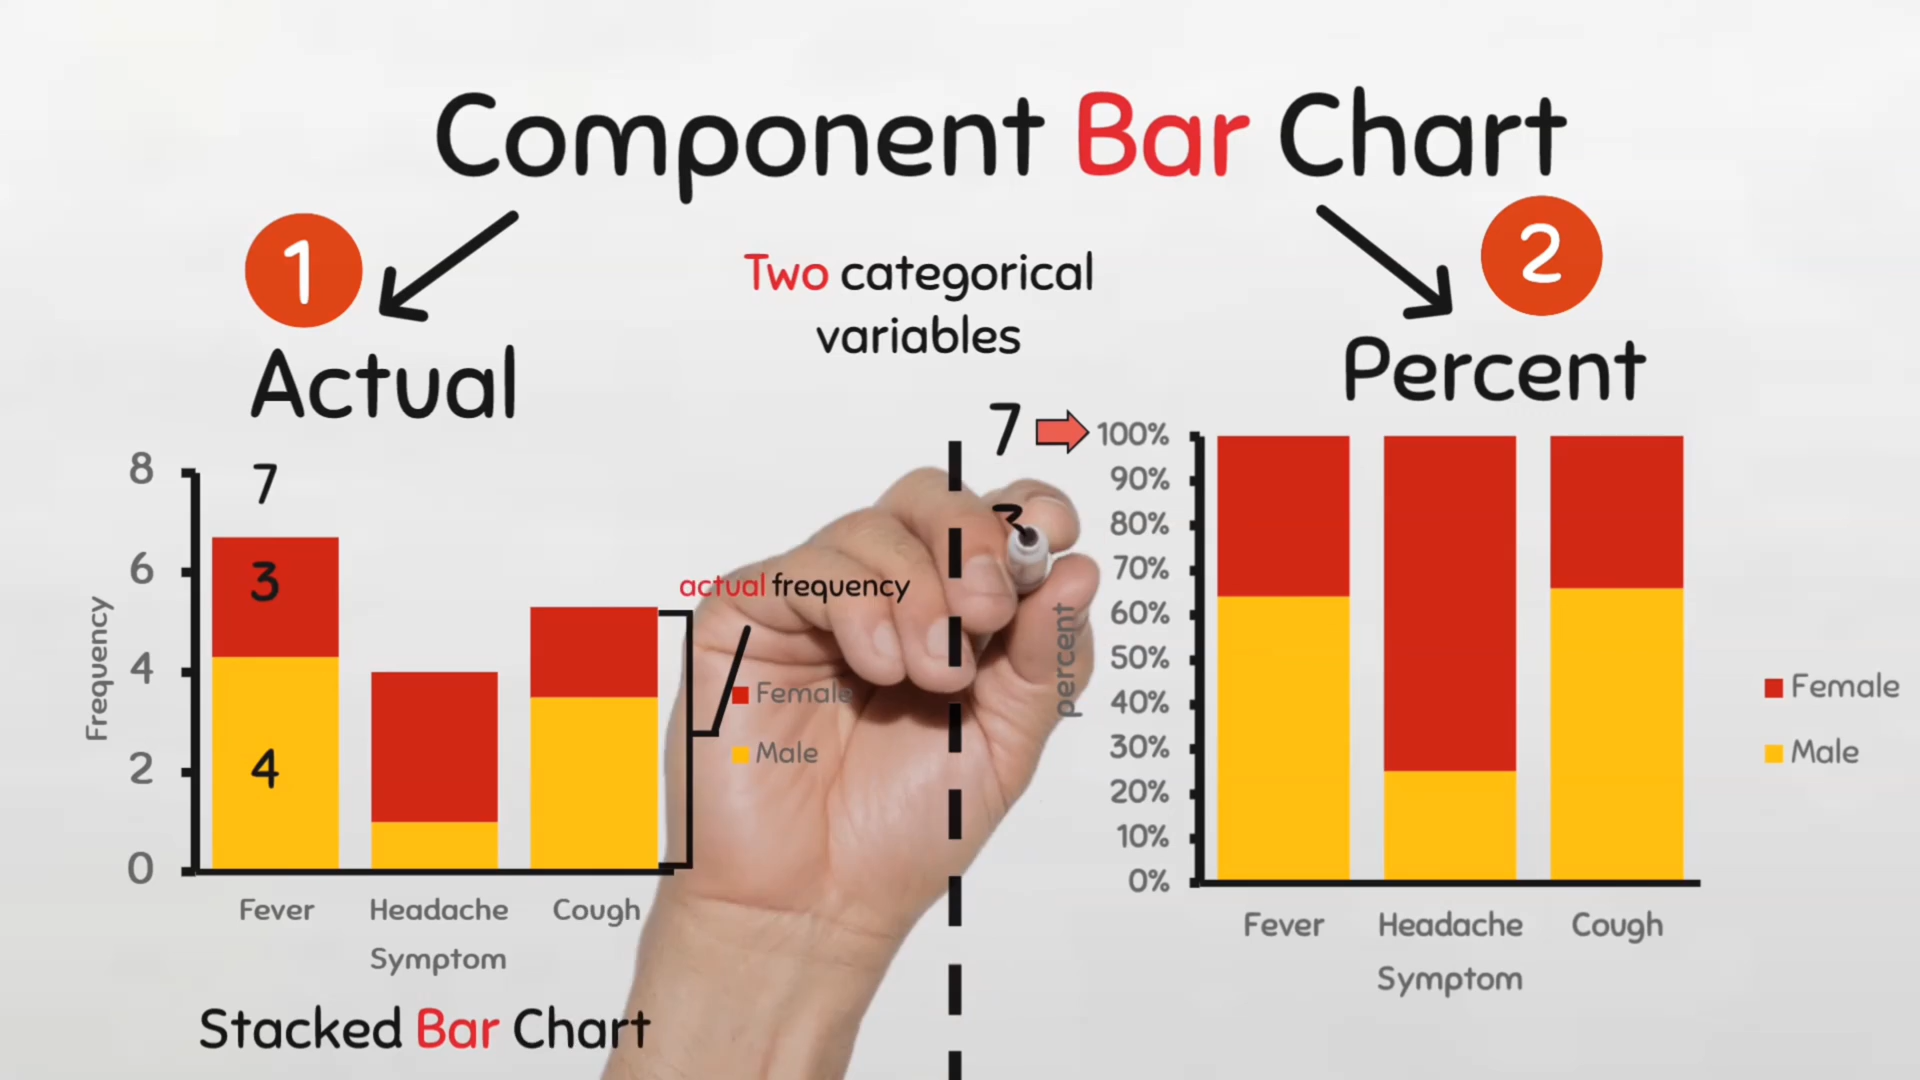 Component Bar Chart
1
2
Two categorical
variables
Actual
Percent
8
6
4
2
0
Frequency
7
3
4
Fever
Headache
Cough
Symptom
actual frequency
Female
Male
Stacked Bar Chart
7
3
100%
90%
80%
70%
60%
50%
40%
30%
20%
10%
0%
percent
Fever
Headache
Cough
Symptom
Female
Male